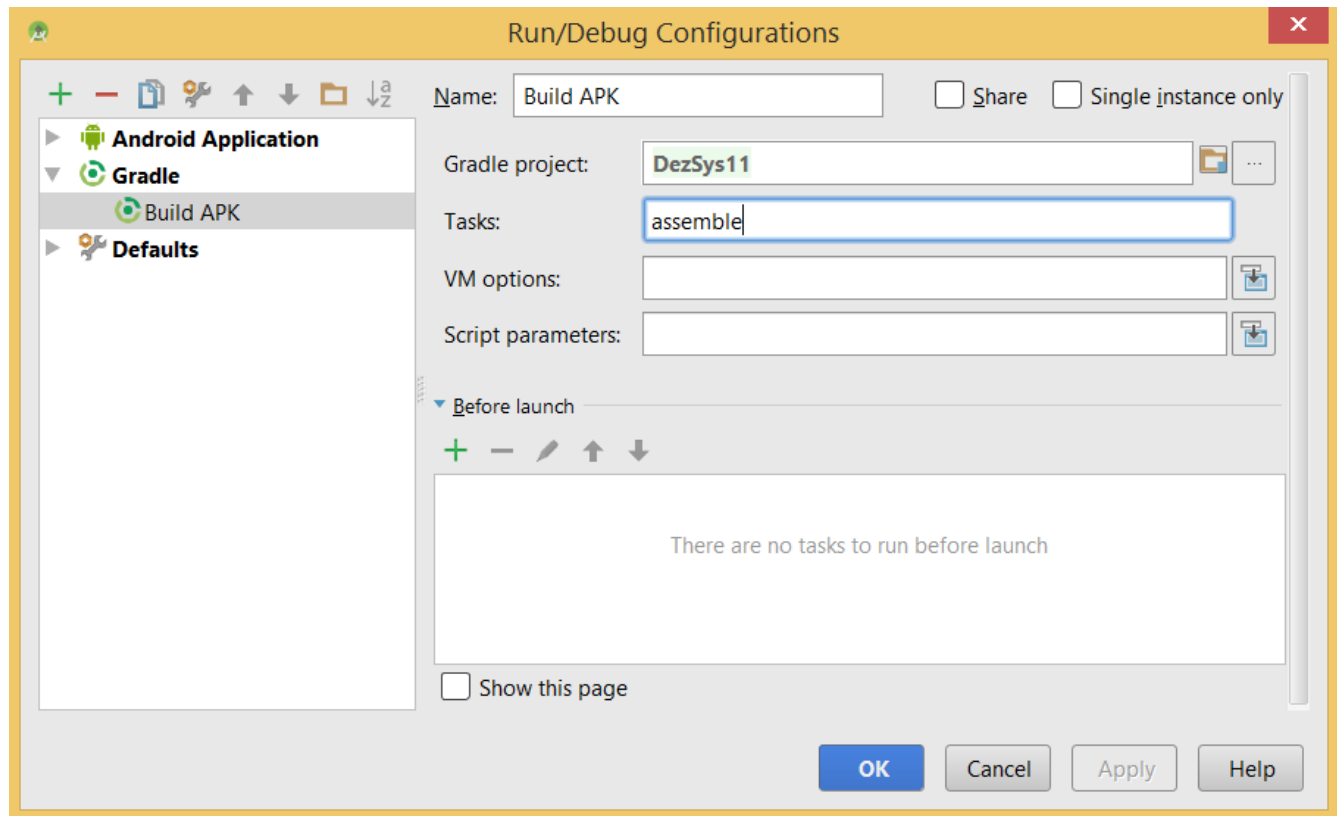 Run/Debug Configurations
Name: Build APK Share Single instance only
Android Application
Gradle
Build APK
Defaults
Gradle project: DezSys11 ...
Tasks: assemble
VM options:
Script parameters:
Before launch
There are no tasks to run before launch
Show this page
OK Cancel Apply Help